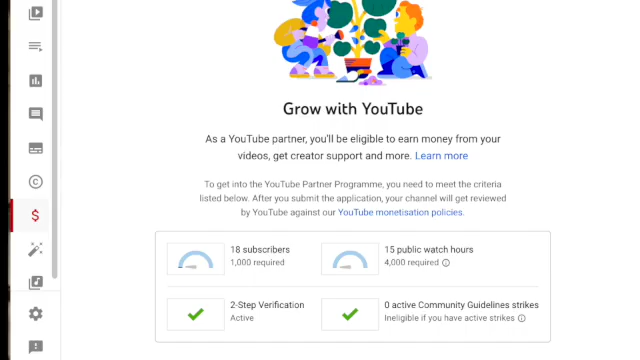 Grow with YouTube
As a YouTube partner, you'll be eligible to earn money from your
videos, get creator support and more. Learn more
To get into the YouTube Partner Programme, you need to meet the criteria
listed below. After you submit the application, your channel will get reviewed
by YouTube against our YouTube monetisation policies.
18 subscribers
1,000 required
15 public watch hours
4,000 required
2-Step Verification
Active
0 active Community Guidelines strikes
Ineligible if you have active strikes